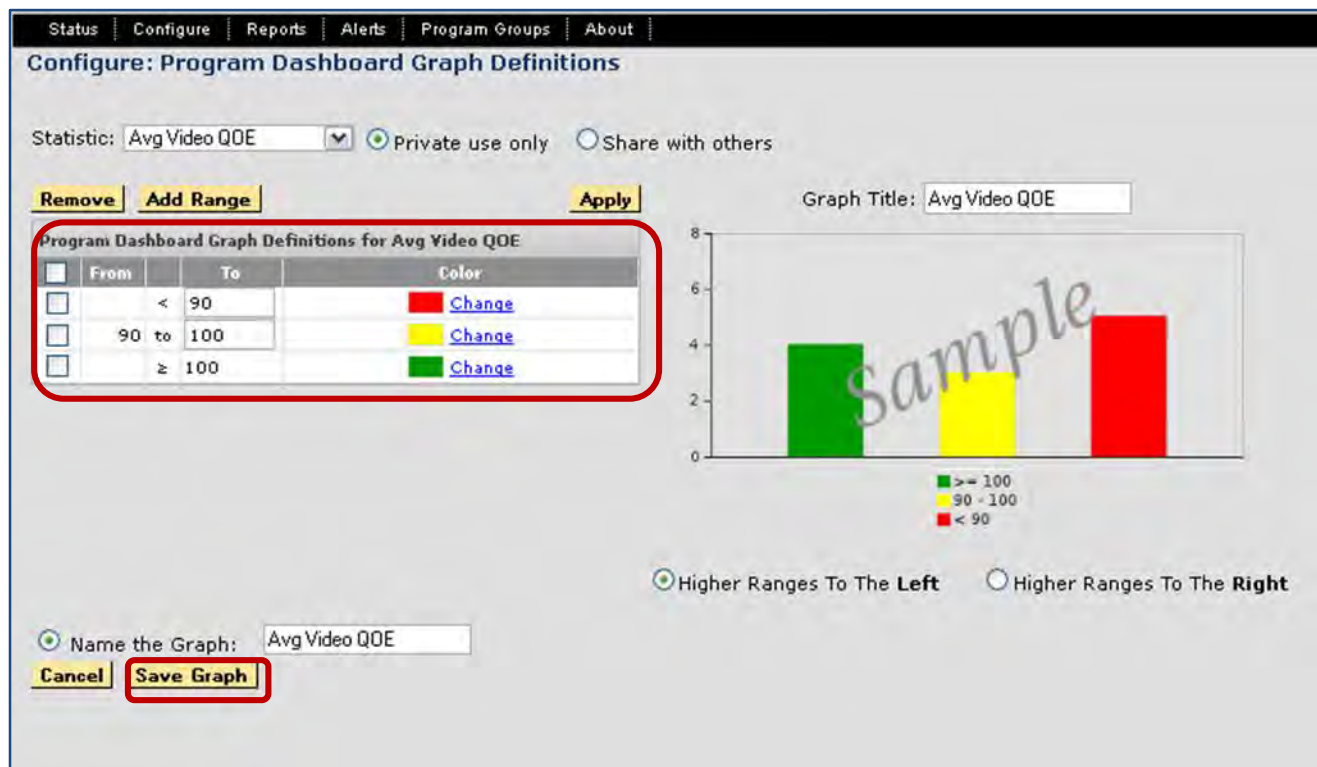 Status Configure Reports Alerts Program Groups About
Configure: Program Dashboard Graph Definitions
Statistic: Avg Video QOE Private use only Share with others
Remove Add Range Apply
Program Dashboard Graph Definitions for Avg Video QOE
From To Color
< 90 Change
90 to 100 Change
≥ 100 Change
Graph Title: Avg Video QOE
8
6
4
2
0
Sample
>= 100
90 - 100
< 90
Higher Ranges To The Left Higher Ranges To The Right
Name the Graph: Avg Video QOE
Cancel Save Graph